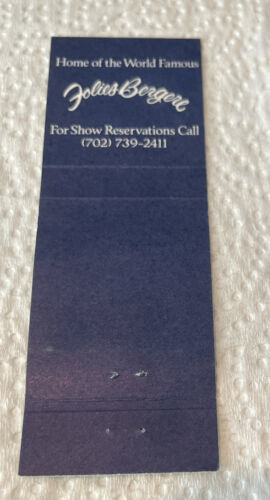 Home of the World Famous
Folies Bergere
For Show Reservations Call
(702) 739-2411